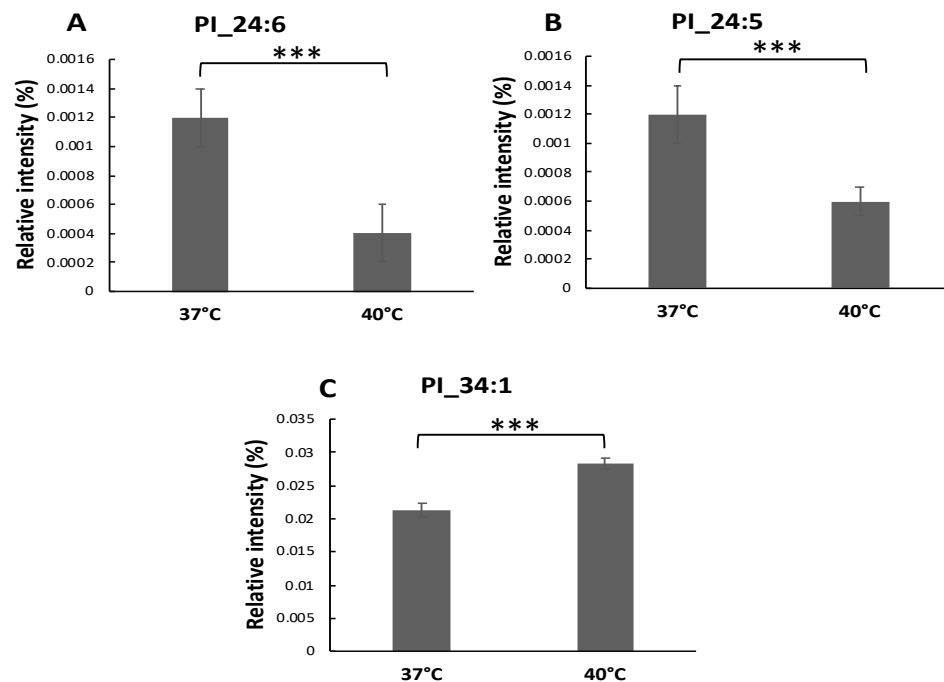 A
PI_24:6
Relative intensity (%)
0.0016
0.0014
0.0012
0.001
0.0008
0.0006
0.0004
0.0002
0
***
37°C 40°C
B
PI_24:5
Relative intensity (%)
0.0016
0.0014
0.0012
0.001
0.0008
0.0006
0.0004
0.0002
0
***
37°C 40°C
C
PI_34:1
Relative intensity (%)
0.035
0.03
0.025
0.02
0.015
0.01
0.005
0
***
37°C 40°C